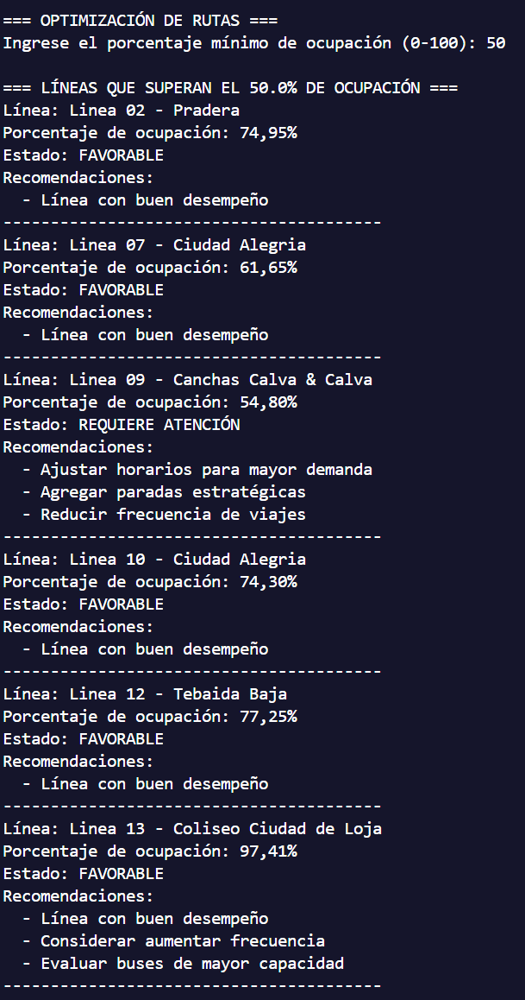 === OPTIMIZACIÓN DE RUTAS ===
Ingrese el porcentaje mínimo de ocupación (0-100): 50

=== LÍNEAS QUE SUPERAN EL 50.0% DE OCUPACIÓN ===
Línea: Linea 02 - Pradera
Porcentaje de ocupación: 74,95%
Estado: FAVORABLE
Recomendaciones:
  - Línea con buen desempeño
----------------------------------------
Línea: Linea 07 - Ciudad Alegria
Porcentaje de ocupación: 61,65%
Estado: FAVORABLE
Recomendaciones:
  - Línea con buen desempeño
----------------------------------------
Línea: Linea 09 - Canchas Calva & Calva
Porcentaje de ocupación: 54,80%
Estado: REQUIERE ATENCIÓN
Recomendaciones:
  - Ajustar horarios para mayor demanda
  - Agregar paradas estratégicas
  - Reducir frecuencia de viajes
----------------------------------------
Línea: Linea 10 - Ciudad Alegria
Porcentaje de ocupación: 74,30%
Estado: FAVORABLE
Recomendaciones:
  - Línea con buen desempeño
----------------------------------------
Línea: Linea 12 - Tebaida Baja
Porcentaje de ocupación: 77,25%
Estado: FAVORABLE
Recomendaciones:
  - Línea con buen desempeño
----------------------------------------
Línea: Linea 13 - Coliseo Ciudad de Loja
Porcentaje de ocupación: 97,41%
Estado: FAVORABLE
Recomendaciones:
  - Línea con buen desempeño
  - Considerar aumentar frecuencia
  - Evaluar buses de mayor capacidad
----------------------------------------